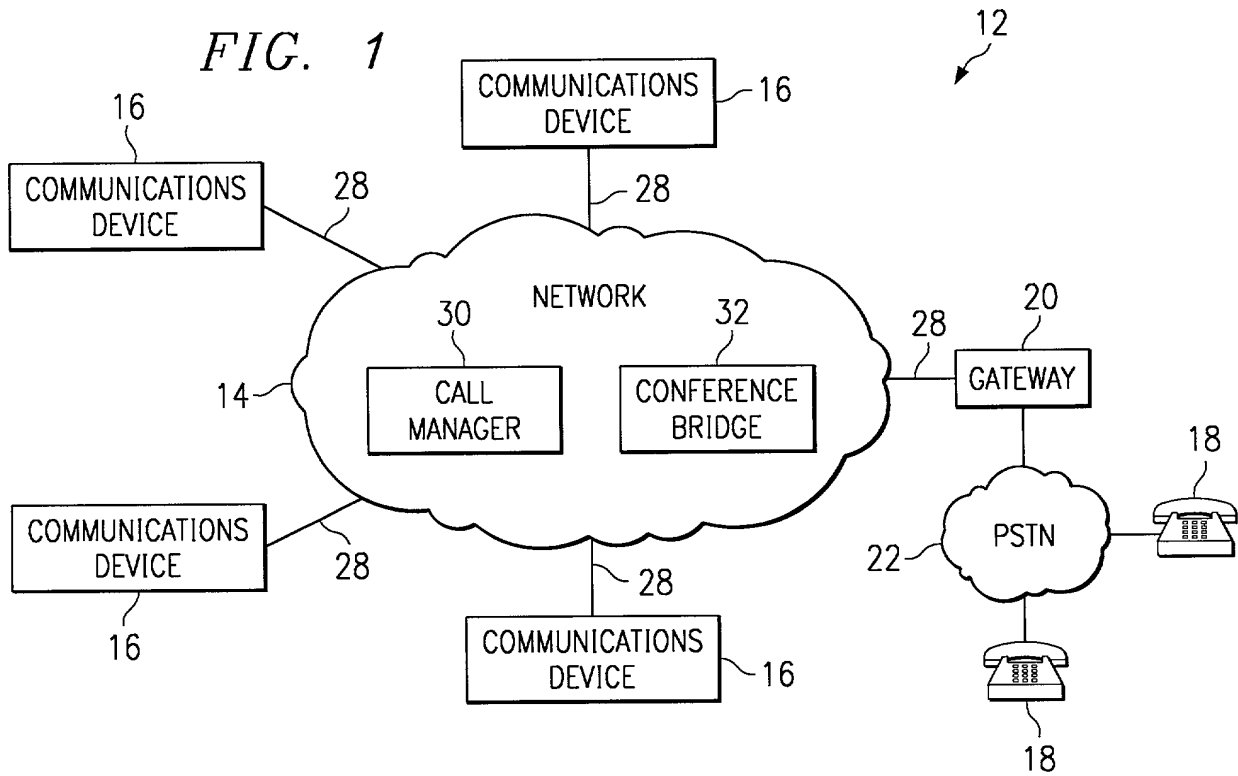 FIG. 1
12
COMMUNICATIONS
DEVICE
16
16
COMMUNICATIONS
DEVICE
28
28
NETWORK
30
CALL
MANAGER
32
CONFERENCE
BRIDGE
14
28
20
GATEWAY
18
PSTN
22
18
COMMUNICATIONS
DEVICE
28
16
28
COMMUNICATIONS
DEVICE
16